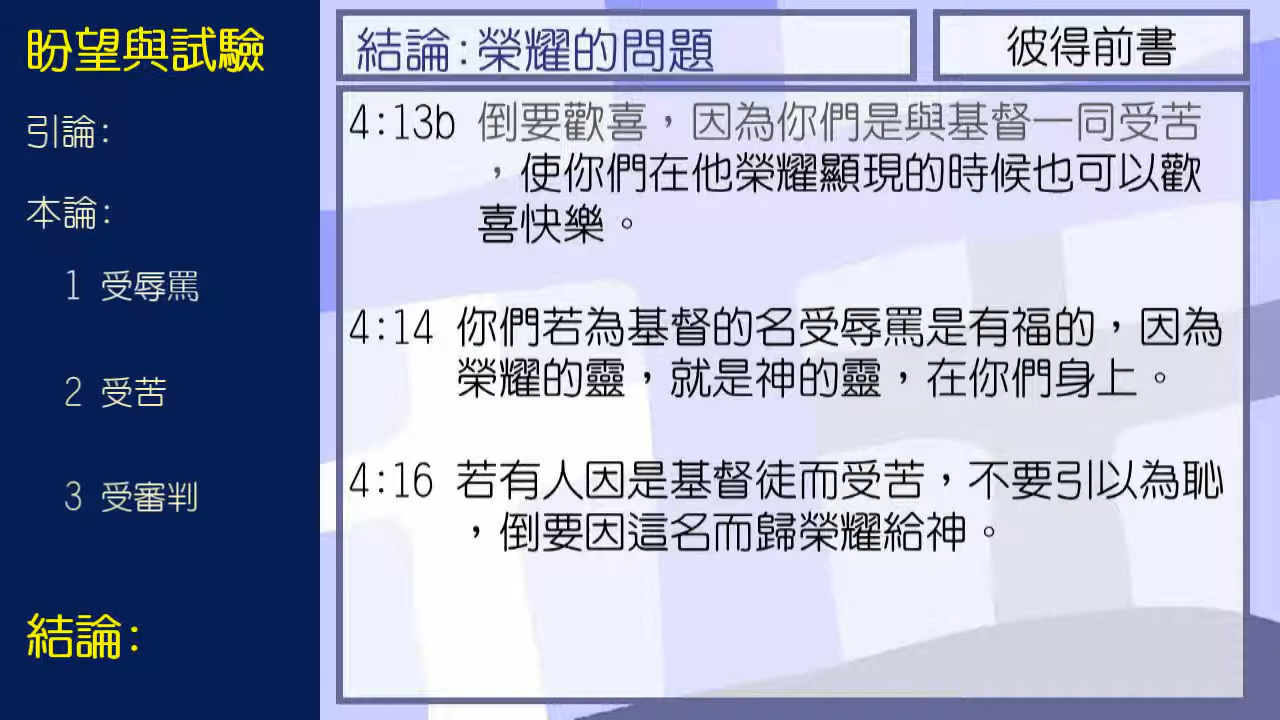 盼望與試驗
引論:
本論:
1 受辱罵
2 受苦
3 受審判
結論:
結論:榮耀的問題
彼得前書
4:13b 倒要歡喜，因為你們是與基督一同受苦
，使你們在他榮耀顯現的時候也可以歡
喜快樂。
4:14 你們若為基督的名受辱罵是有福的，因為
榮耀的靈，就是神的靈，在你們身上。
4:16 若有人因是基督徒而受苦，不要引以為恥
，倒要因這名而歸榮耀給神。